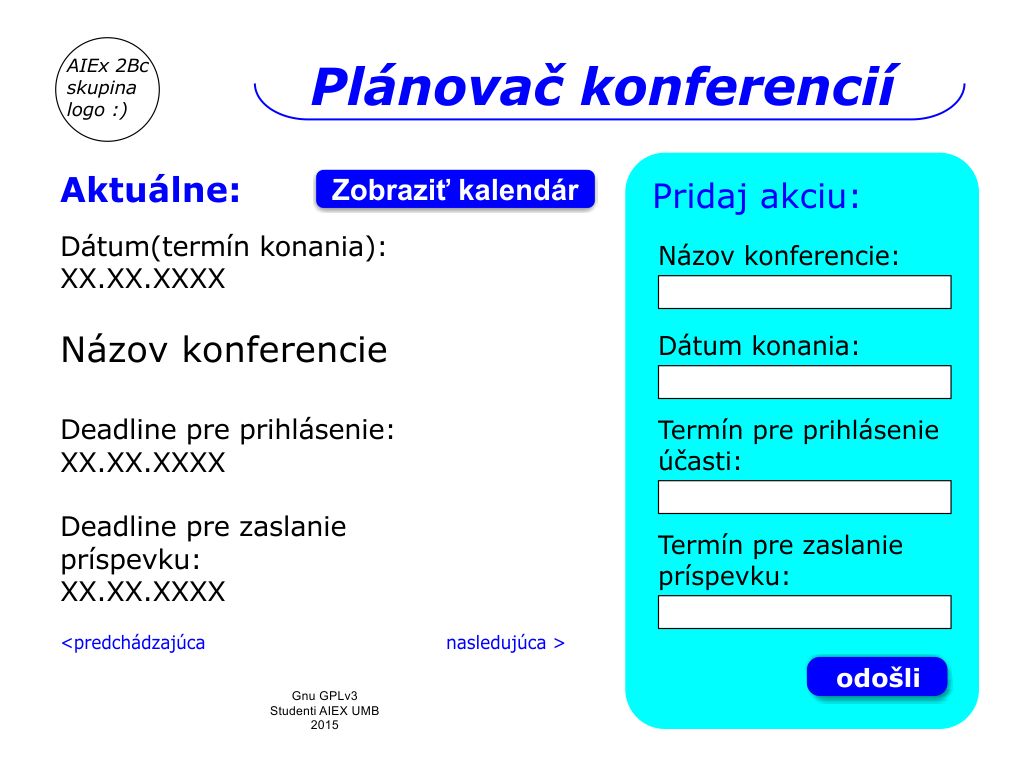 AIEx 2Bc
skupina
logo :)
Plánovač konferencií
Aktuálne:
Zobraziť kalendár
Dátum(termín konania):
XX.XX.XXXX
Názov konferencie
Deadline pre prihlásenie:
XX.XX.XXXX
Deadline pre zaslanie
príspevku:
XX.XX.XXXX
<predchádzajúca
nasledujúca >
Gnu GPLv3
Studenti AIEX UMB
2015
Pridaj akciu:
Názov konferencie:
Dátum konania:
Termín pre prihlásenie
účasti:
Termín pre zaslanie
príspevku:
odošli